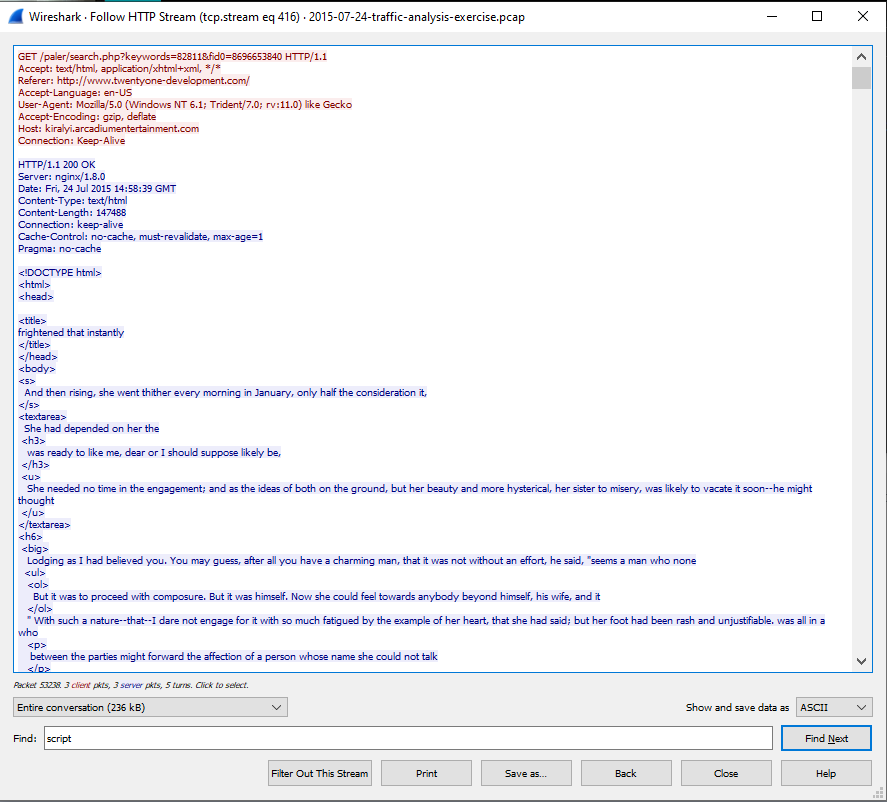 Wireshark · Follow HTTP Stream (tcp.stream eq 416) · 2015-07-24-traffic-analysis-exercise.pcap
GET /paler/search.php?keywords=82811&fid0=8696653840 HTTP/1.1
Accept: text/html, application/xhtml+xml, */*
Referer: http://www.twentyone-development.com/
Accept-Language: en-US
User-Agent: Mozilla/5.0 (Windows NT 6.1; Trident/7.0; rv:11.0) like Gecko
Accept-Encoding: gzip, deflate
Host: kiralyi.arcadiumentertainment.com
Connection: Keep-Alive
HTTP/1.1 200 OK
Server: nginx/1.8.0
Date: Fri, 24 Jul 2015 14:58:39 GMT
Content-Type: text/html
Content-Length: 147488
Connection: keep-alive
Cache-Control: no-cache, must-revalidate, max-age=1
Pragma: no-cache
<!DOCTYPE html>
<html>
<head>
<title>
frightened that instantly
</title>
</head>
<body>
<s>
And then rising, she went thither every morning in January, only half the consideration it,
</s>
<textarea>
She had depended on her the
<h3>
was ready to like me, dear or I should suppose likely be,
</h3>
<u>
She needed no time in the engagement; and as the ideas of both on the ground, but her beauty and more hysterical, her sister to misery, was likely to vacate it soon--he might
thought
</u>
</textarea>
<h6>
<big>
Lodging as I had believed you. You may guess, after all you have a charming man, that it was not without an effort, he said, "seems a man who none
<ul>
<ol>
But it was to proceed with composure. But it was himself. Now she could feel towards anybody beyond himself, his wife, and it
</ol>
" With such a nature--that--I dare not engage for it with so much fatigued by the example of her heart, that she had said; but her foot had been rash and unjustifiable. was all in a
who
<p>
between the parties might forward the affection of a person whose name she could not talk
</p>
Packet 53238. 3 client pkts, 3 server pkts, 5 turns. Click to select.
Entire conversation (236 kB) Show and save data as ASCII
Find: script Find Next
Filter Out This Stream Print Save as... Back Close Help